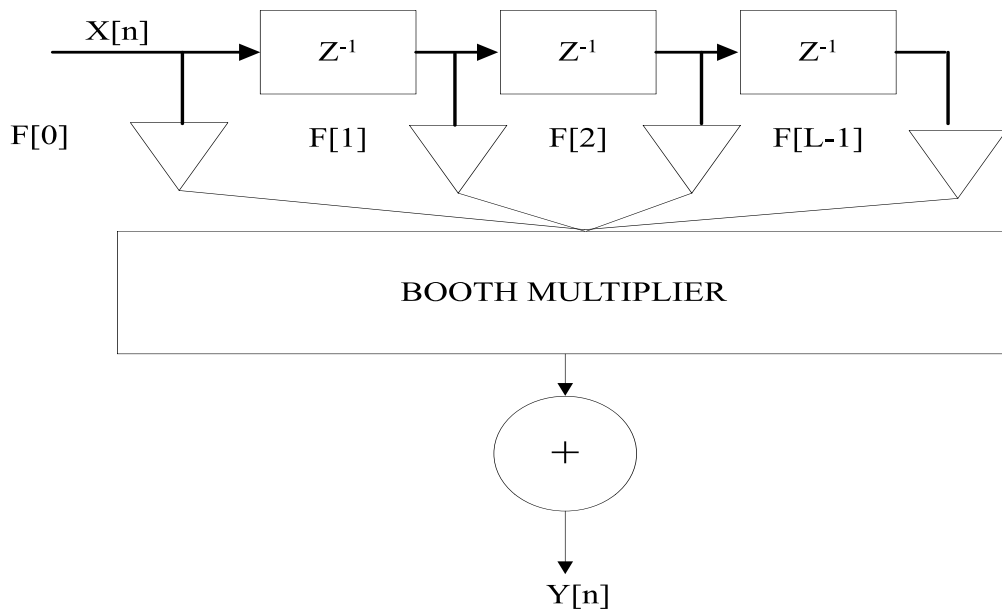 X[n]
Z⁻¹
Z⁻¹
Z⁻¹
F[0]
F[1]
F[2]
F[L-1]
BOOTH MULTIPLIER
+
Y[n]